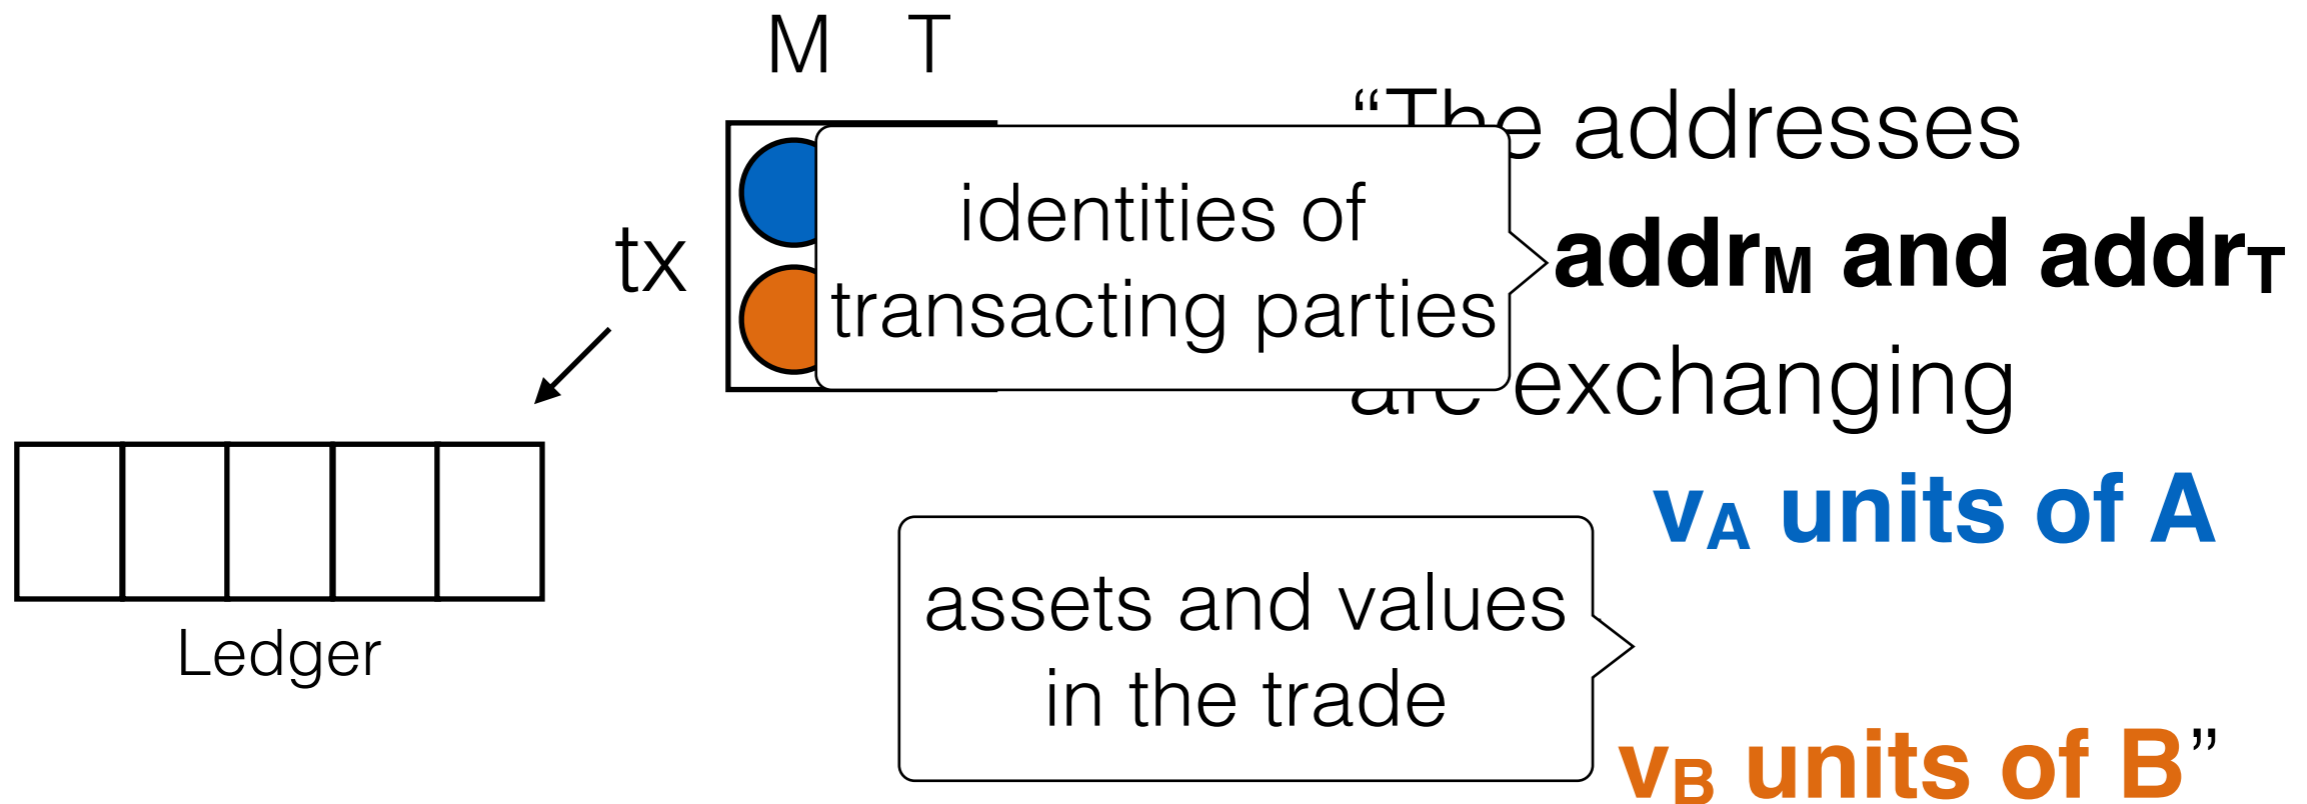 M T
“The addresses
identities of
transacting parties
tx
addrM and addrT
are exchanging
vA units of A
assets and values
in the trade
Ledger
vB units of B”